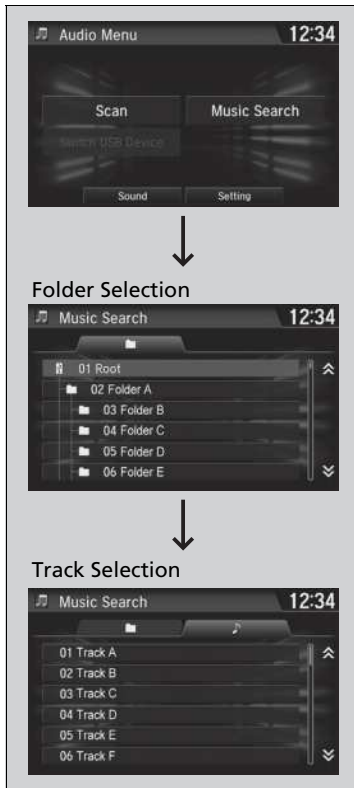 Audio Menu 12:34
Scan Music Search
Switch USB Device
Sound Setting
Folder Selection
Music Search 12:34
01 Root
02 Folder A
03 Folder B
04 Folder C
05 Folder D
06 Folder E
Track Selection
Music Search 12:34
01 Track A
02 Track B
03 Track C
04 Track D
05 Track E
06 Track F